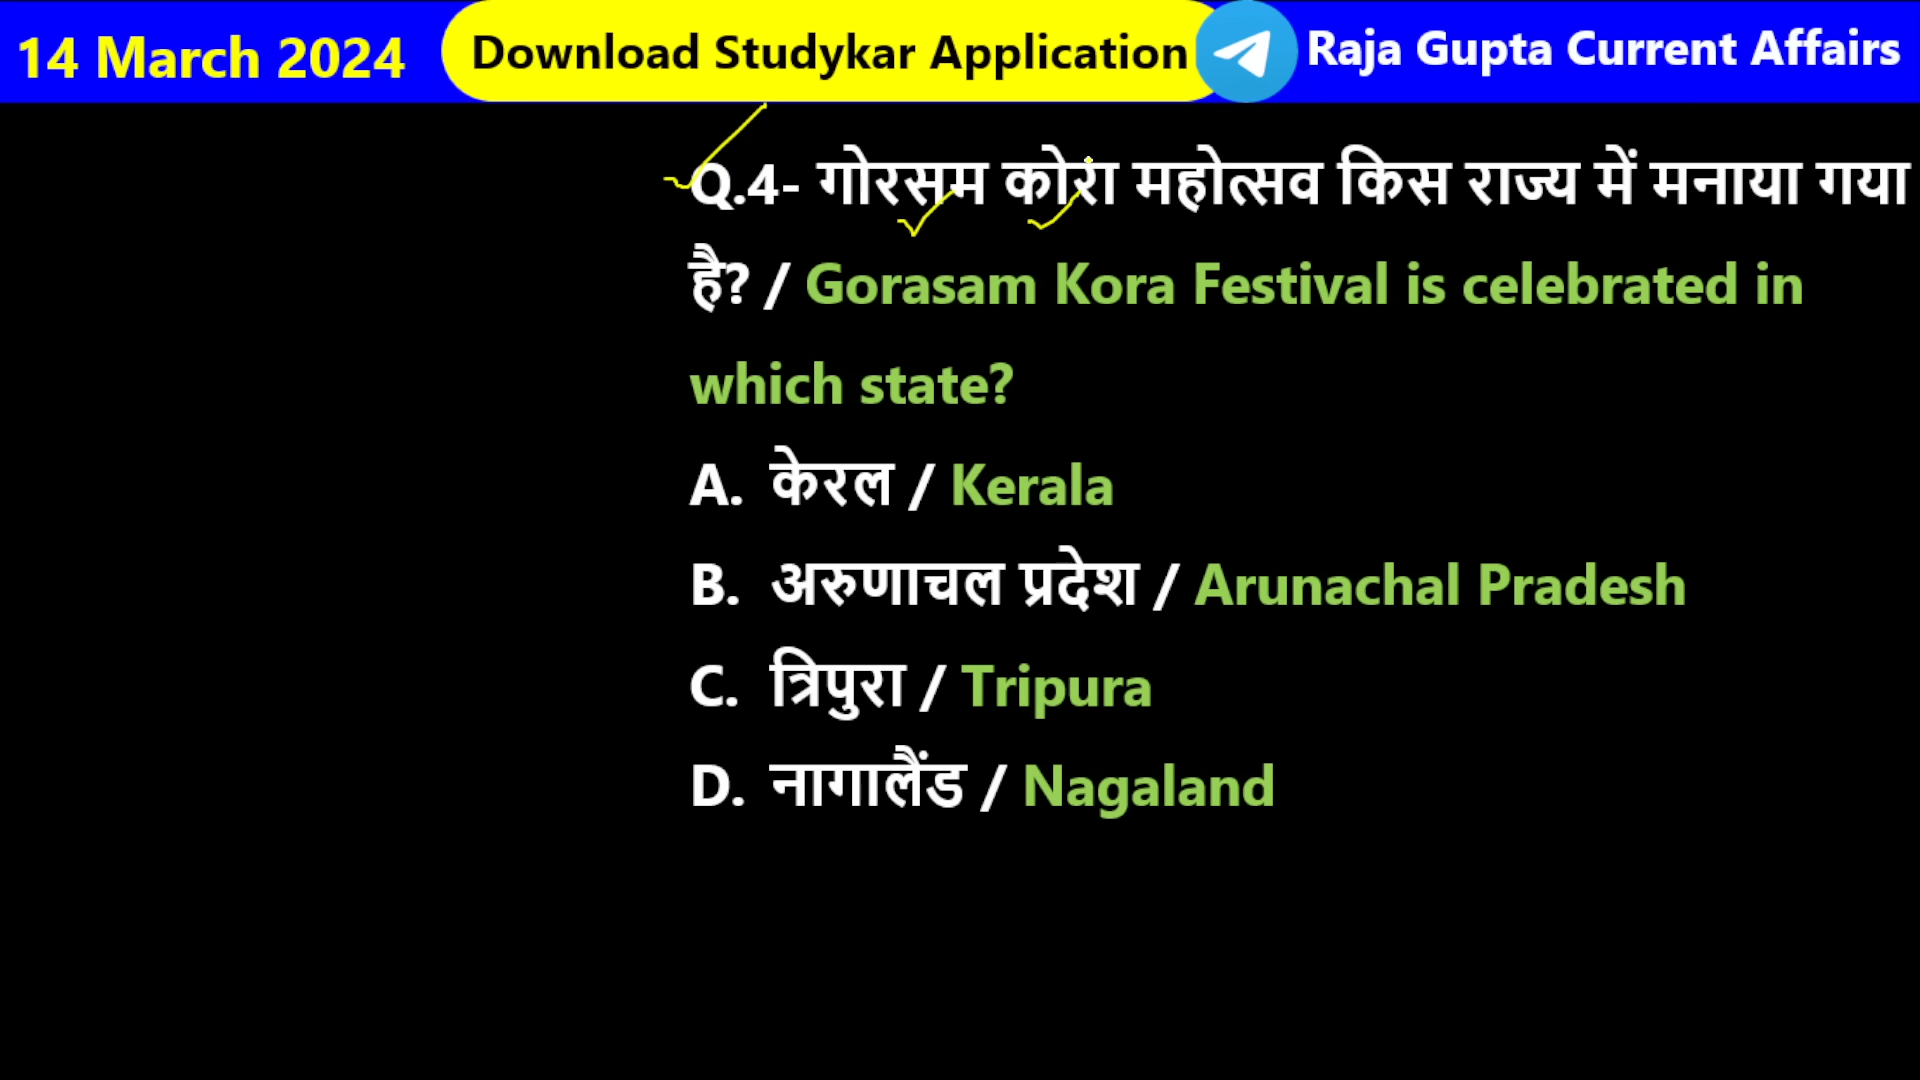 14 March 2024 Download Studykar Application Raja Gupta Current Affairs
Q.4- गोरसम कोरा महोत्सव किस राज्य में मनाया गया
है? / Gorasam Kora Festival is celebrated in
which state?
A. केरल / Kerala
B. अरुणाचल प्रदेश / Arunachal Pradesh
C. त्रिपुरा / Tripura
D. नागालैंड / Nagaland